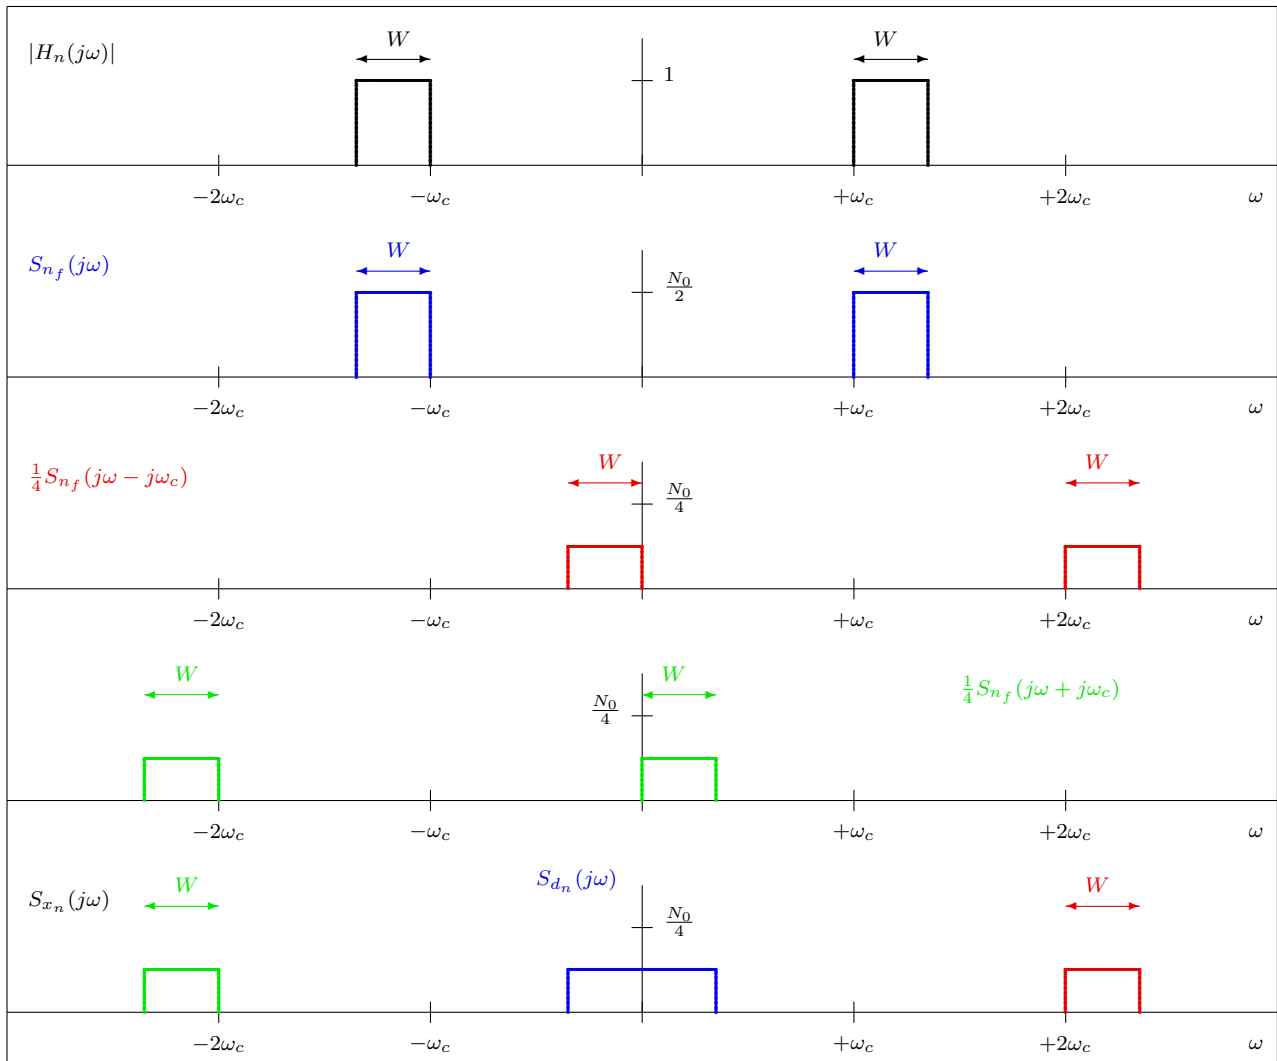 |H_n(jω)| W 1 W
−2ω_c −ω_c +ω_c +2ω_c ω
S_{n_f}(jω) W N_0/2 W
−2ω_c −ω_c +ω_c +2ω_c ω
1/4 S_{n_f}(jω − jω_c) W N_0/4 W
−2ω_c −ω_c +ω_c +2ω_c ω
W N_0/4 W 1/4 S_{n_f}(jω + jω_c)
−2ω_c −ω_c +ω_c +2ω_c ω
S_{x_n}(jω) W S_{d_n}(jω) N_0/4 W
−2ω_c −ω_c +ω_c +2ω_c ω